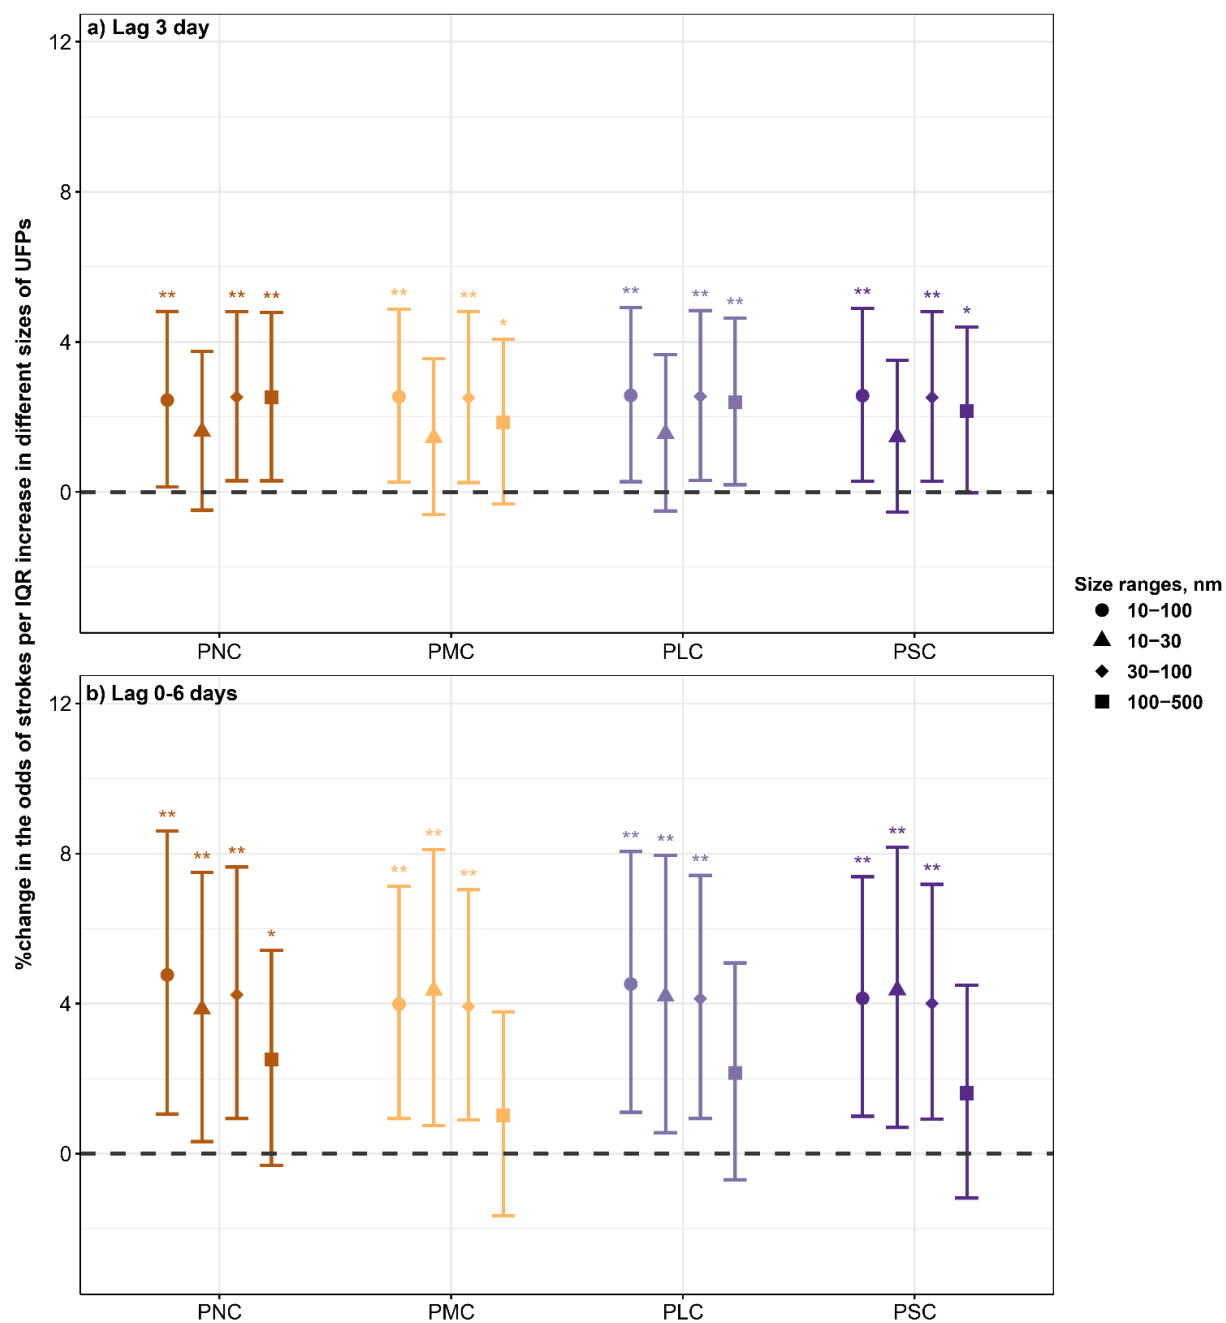 %change in the odds of strokes per IQR increase in different sizes of UFPs
a) Lag 3 day
12
8
4
0
** ** **
** ** *
** ** **
** ** *
PNC PMC PLC PSC
b) Lag 0-6 days
12
8
4
0
** ** ** *
** ** **
** ** **
** ** **
PNC PMC PLC PSC
Size ranges, nm
10−100
10−30
30−100
100−500